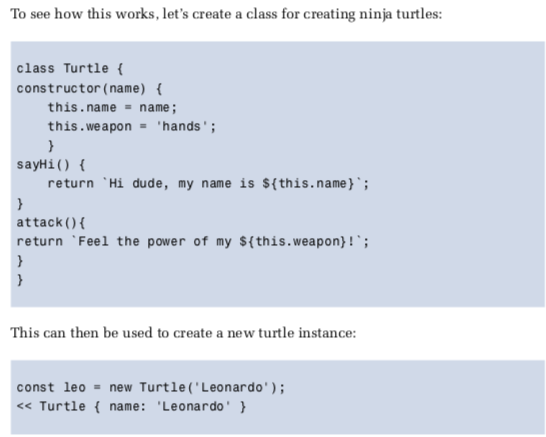 To see how this works, let’s create a class for creating ninja turtles:
class Turtle {
constructor(name) {
    this.name = name;
    this.weapon = 'hands';
    }
sayHi() {
    return `Hi dude, my name is ${this.name}`;
}
attack(){
return `Feel the power of my ${this.weapon}!`;
}
}
This can then be used to create a new turtle instance:
const leo = new Turtle('Leonardo');
<< Turtle { name: 'Leonardo' }